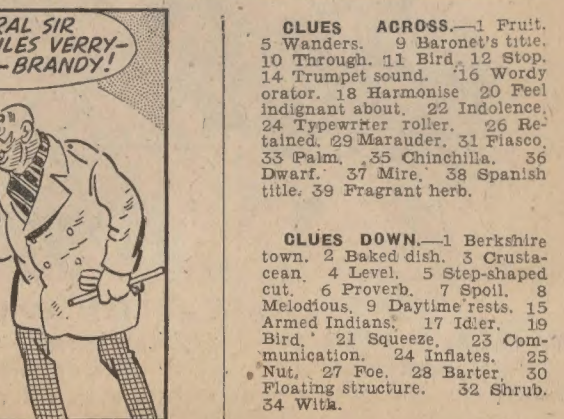 RAL SIR
ILES VERRY-
-BRANDY!
CLUES ACROSS.—1 Fruit.
5 Wanders. 9 Baronet's title.
10 Through. 11 Bird. 12 Stop.
14 Trumpet sound. 16 Wordy
orator. 18 Harmonise 20 Feel
indignant about. 22 Indolence.
24 Typewriter roller. 26 Re-
tained. 29 Marauder. 31 Fiasco.
33 Palm. 35 Chinchilla. 36
Dwarf. 37 Mire. 38 Spanish
title. 39 Fragrant herb.
CLUES DOWN.—1 Berkshire
town. 2 Baked dish. 3 Crusta-
cean. 4 Level. 5 Step-shaped
cut. 6 Proverb. 7 Spoil. 8
Melodious. 9 Daytime rests. 15
Armed Indians. 17 Idler. 19
Bird. 21 Squeeze. 23 Com-
munication. 24 Inflates. 25
Nut. 27 Foe. 28 Barter. 30
Floating structure. 32 Shrub.
34 With.